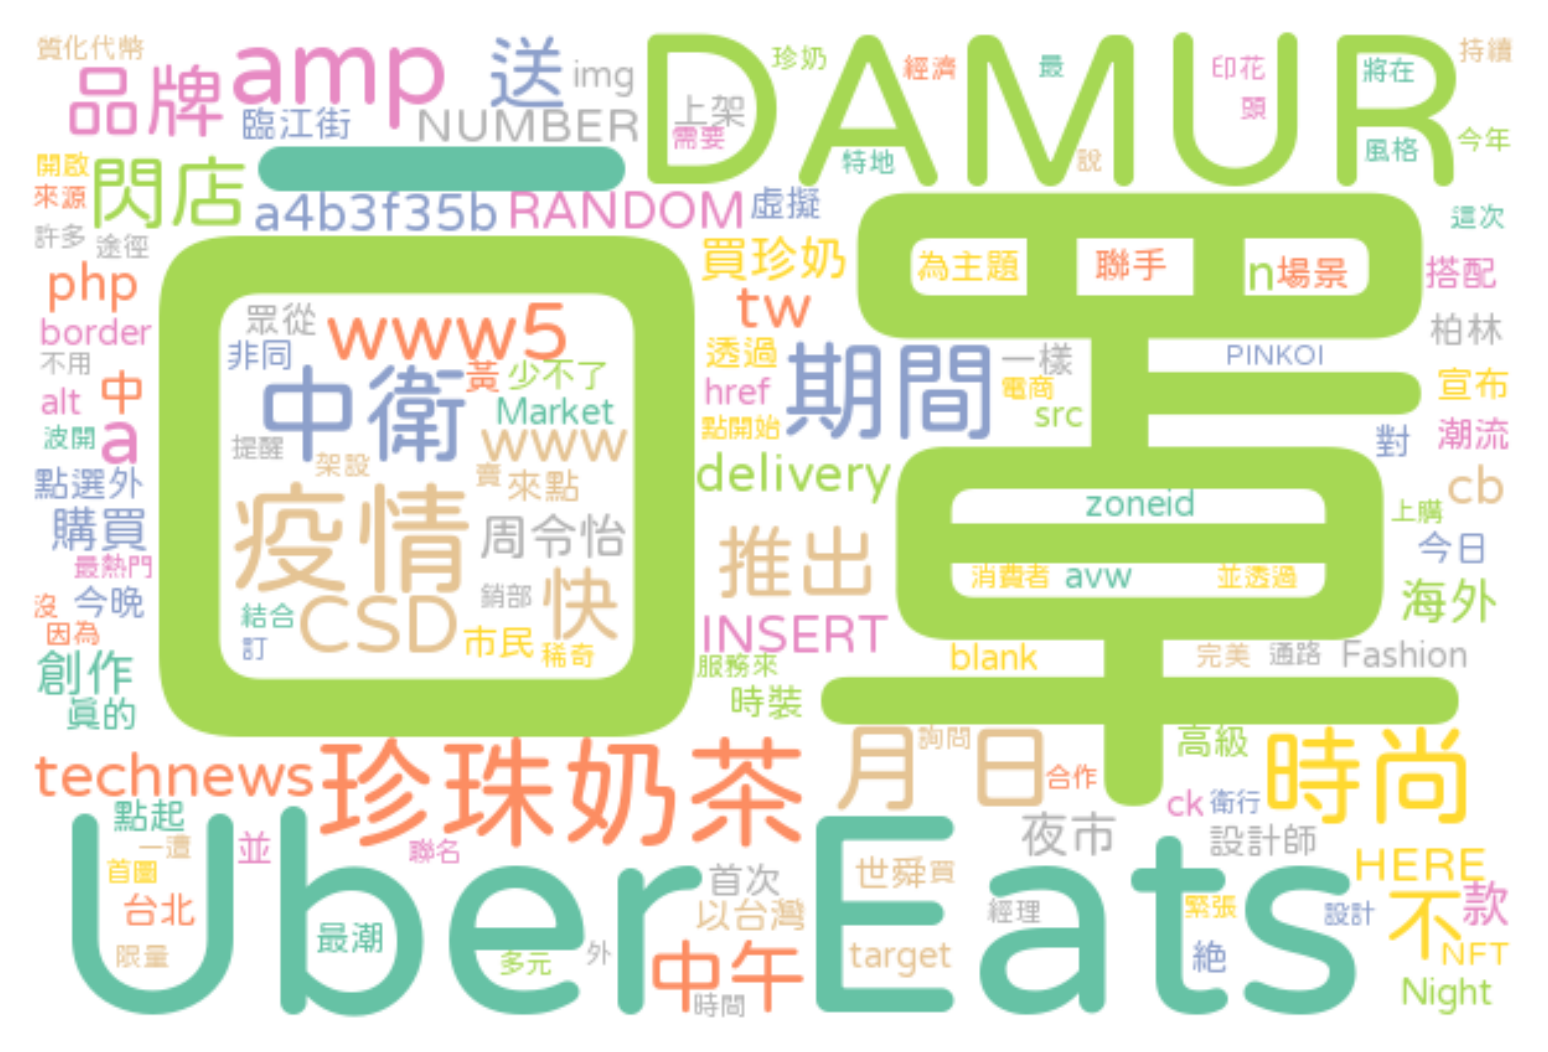 質化代幣
品牌
amp
臨江街
送
img
NUMBER
DAMUR
上架
需要
珍奶
經濟
特地
最
說
印花
頭
將在
風格
持續
今年
開啟
來源
閃店
一
a4b3f35b
RANDOM
虛擬
這次
許多
途徑
php
border
不用
alt
中
波開
a
點選外
購買
最熱門
沒
今晚
因為
創作
真的
口罩
眾從
www5
非同
中衛
黃
少不了
Market
提醒
架設
www
賣
來點
疫情
周令怡
CSD
銷部
快
結合
訂
市民
稀奇
買珍奶
tw
透過
href
點開始
期間
一樣
電商
src
delivery
推出
INSERT
服務來
時裝
為主題
聯手
n
場景
搭配
柏林
PINKOI
宣布
對
潮流
cb
zoneid
上購
今日
消費者
avw
並透過
海外
blank
完美
通路
Fashion
technews
珍珠奶茶
月
詢問
日
合作
高級
時尚
ck
衛行
點起
一遭
首圖
台北
限量
並
聯名
UberEats
最潮
多元
外
首次
以台灣
中午
時間
世舜
買
target
夜市
經理
設計師
緊張
絕
HERE
設計
不
款
NFT
Night